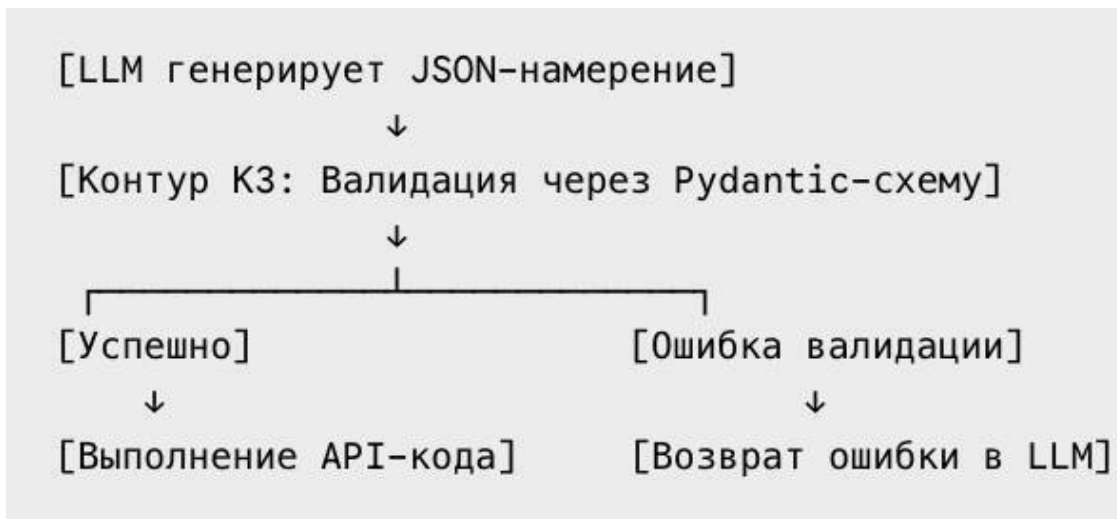 [LLM генерирует JSON-намерение]
↓
[Контур К3: Валидация через Pydantic-схему]
↓
[Успешно] [Ошибка валидации]
↓ ↓
[Выполнение API-кода] [Возврат ошибки в LLM]